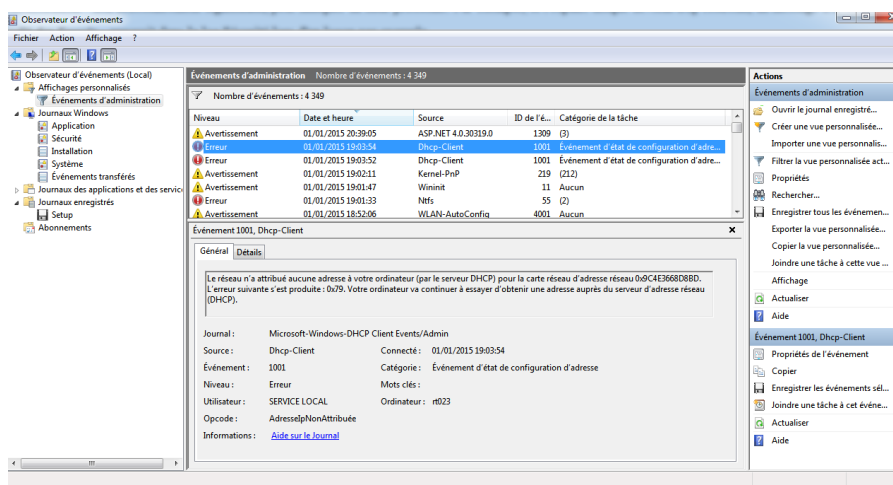 Observateur d'événements
Fichier Action Affichage ?
Observateur d'événements (Local)
Affichages personnalisés
Événements d'administration
Journaux Windows
Application
Sécurité
Installation
Système
Événements transférés
Journaux des applications et des service
Journaux enregistrés
Setup
Abonnements
Événements d'administration Nombre d'événements : 4 349
Nombre d'événements : 4 349
Niveau Date et heure Source ID de l'é... Catégorie de la tâche
Avertissement 01/01/2015 20:39:05 ASP.NET 4.0.30319.0 1309 (3)
Erreur 01/01/2015 19:03:54 Dhcp-Client 1001 Événement d'état de configuration d'adre...
Erreur 01/01/2015 19:03:52 Dhcp-Client 1001 Événement d'état de configuration d'adre...
Avertissement 01/01/2015 19:02:11 Kernel-PnP 219 (212)
Avertissement 01/01/2015 19:01:47 Wininit 11 Aucun
Erreur 01/01/2015 19:01:33 Ntfs 55 (2)
Avertissement 01/01/2015 18:52:06 WLAN-AutoConfig 4001 Aucun
Événement 1001, Dhcp-Client
Général Détails
Le réseau n'a attribué aucune adresse à votre ordinateur (par le serveur DHCP) pour la carte réseau d'adresse réseau 0x9C4E3668D8BD.
L'erreur suivante s'est produite : 0x79. Votre ordinateur va continuer à essayer d'obtenir une adresse auprès du serveur d'adresse réseau
(DHCP).
Journal : Microsoft-Windows-DHCP Client Events/Admin
Source : Dhcp-Client Connecté : 01/01/2015 19:03:54
Événement : 1001 Catégorie : Événement d'état de configuration d'adresse
Niveau : Erreur Mots clés :
Utilisateur : SERVICE LOCAL Ordinateur : rt023
Opcode : AdresseIpNonAttribuée
Informations : Aide sur le Journal
Actions
Événements d'administration
Ouvrir le journal enregistré...
Créer une vue personnalisée...
Importer une vue personnalis...
Filtrer la vue personnalisée act...
Propriétés
Rechercher...
Enregistrer tous les événemen...
Exporter la vue personnalisée...
Copier la vue personnalisée...
Joindre une tâche à cette vue ...
Affichage
Actualiser
Aide
Événement 1001, Dhcp-Client
Propriétés de l'événement
Copier
Enregistrer les événements sél...
Joindre une tâche à cet événe...
Actualiser
Aide